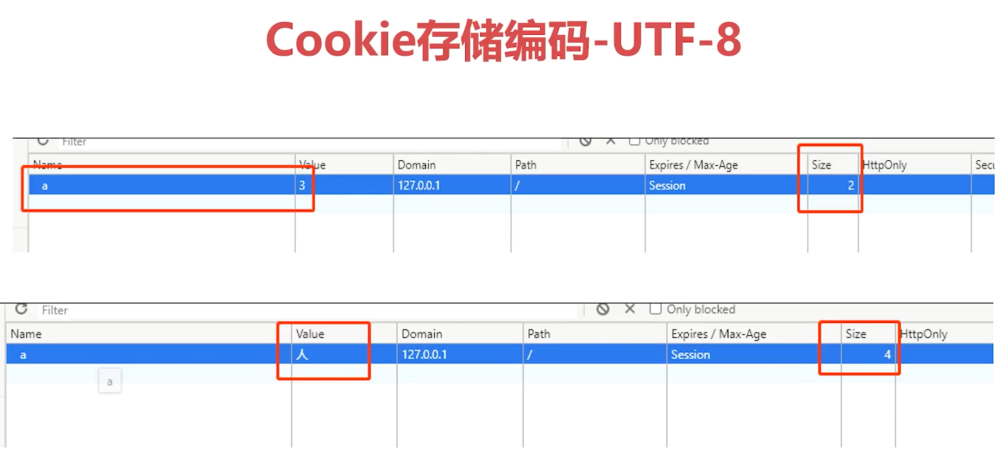 Cookie存储编码-UTF-8
Filter Only blocked
Name Value Domain Path Expires / Max-Age Size HttpOnly Secu
a 3 127.0.0.1 / Session 2
Filter Only blocked
Name Value Domain Path Expires / Max-Age Size HttpOnly
a 人 127.0.0.1 / Session 4
a